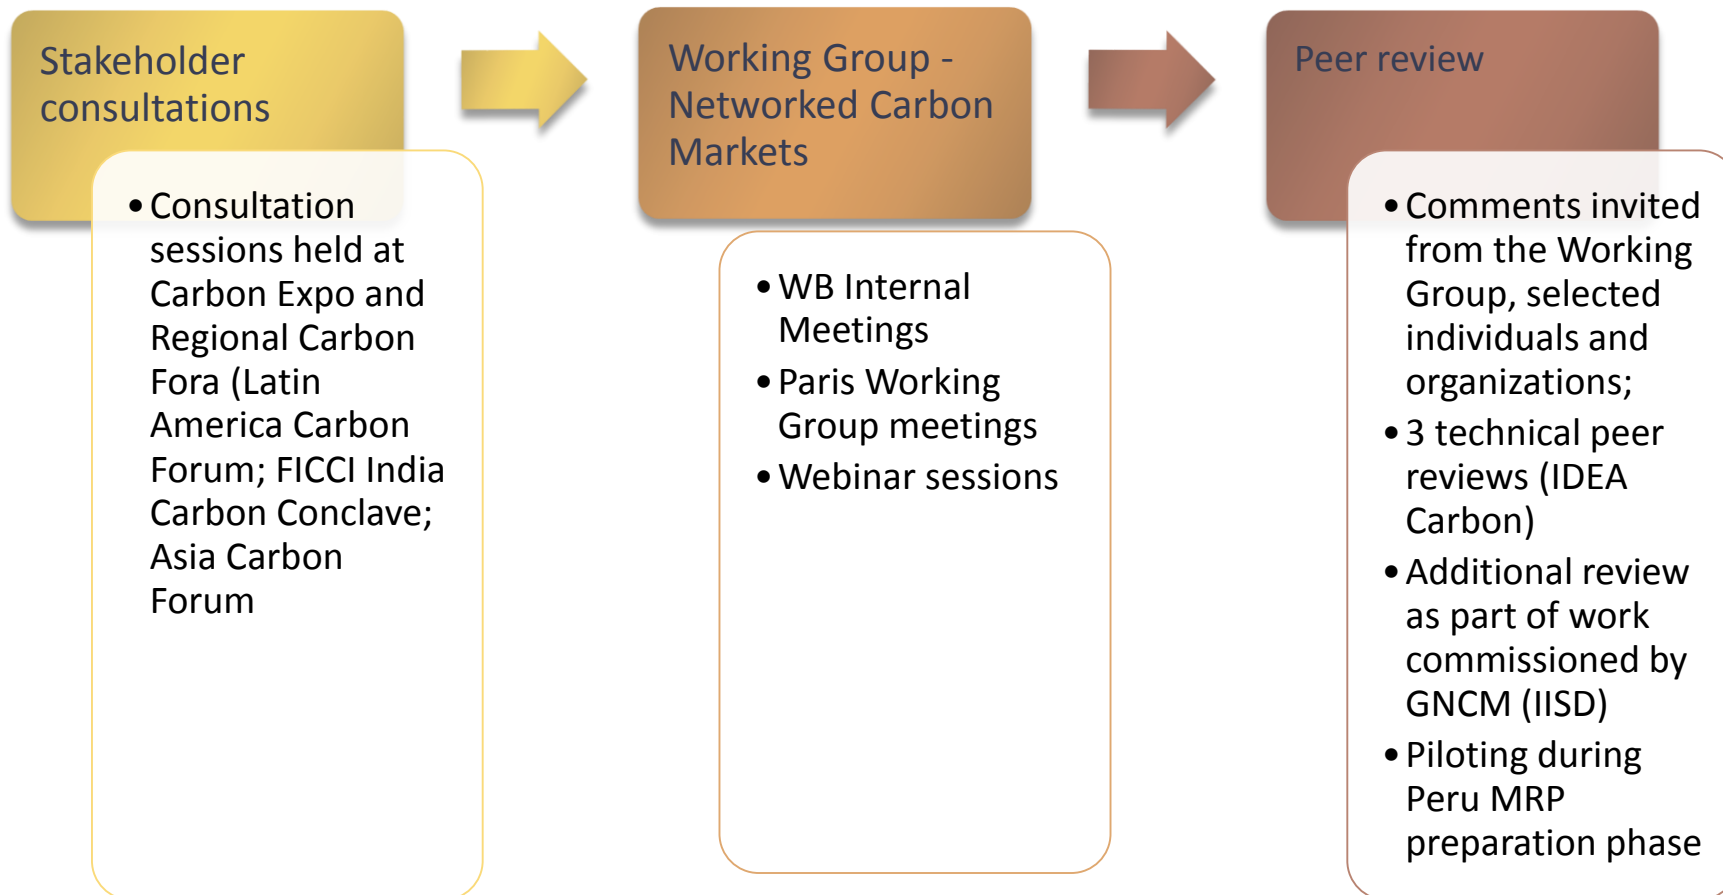 Stakeholder
consultations
• Consultation
sessions held at
Carbon Expo and
Regional Carbon
Fora (Latin
America Carbon
Forum; FICCI India
Carbon Conclave;
Asia Carbon
Forum
Working Group -
Networked Carbon
Markets
• WB Internal
Meetings
• Paris Working
Group meetings
• Webinar sessions
Peer review
• Comments invited
from the Working
Group, selected
individuals and
organizations;
• 3 technical peer
reviews (IDEA
Carbon)
• Additional review
as part of work
commissioned by
GNCM (IISD)
• Piloting during
Peru MRP
preparation phase